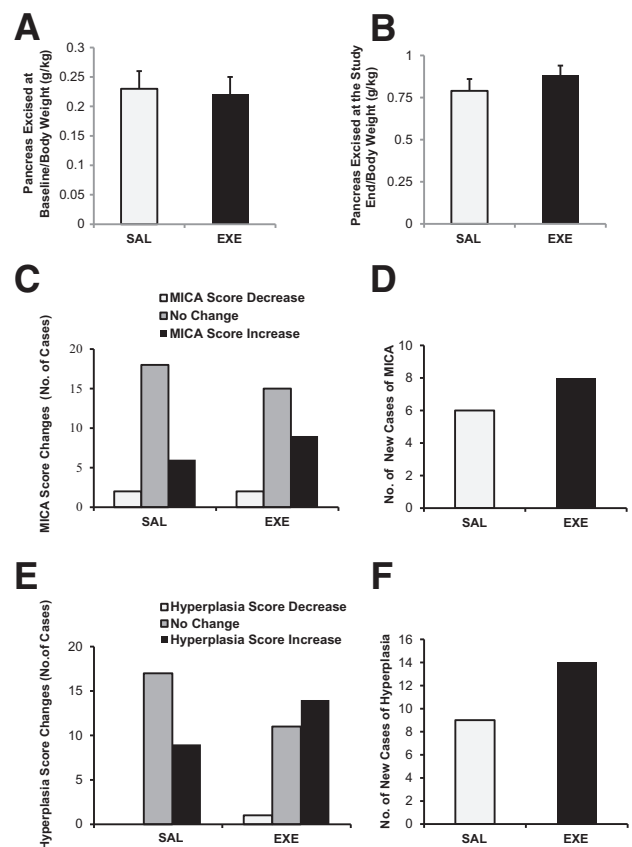 A
Pancreas Excised at
Baseline/Body Weight (g/kg)
0.3
0.25
0.2
0.15
0.1
0.05
0
SAL
EXE
B
Pancreas Excised at the Study
End/Body Weight (g/kg)
1
0.75
0.5
0.25
0
SAL
EXE
C
MICA Score Decrease
No Change
MICA Score Increase
MICA Score Changes (No. of Cases)
20
15
10
5
0
SAL
EXE
D
No. of New Cases of MICA
10
8
6
4
2
0
SAL
EXE
E
Hyperplasia Score Decrease
No Change
Hyperplasia Score Increase
Hyperplasia Score Changes (No.of Cases)
20
15
10
5
0
SAL
EXE
F
No. of New Cases of Hyperplasia
16
14
12
10
8
6
4
2
0
SAL
EXE